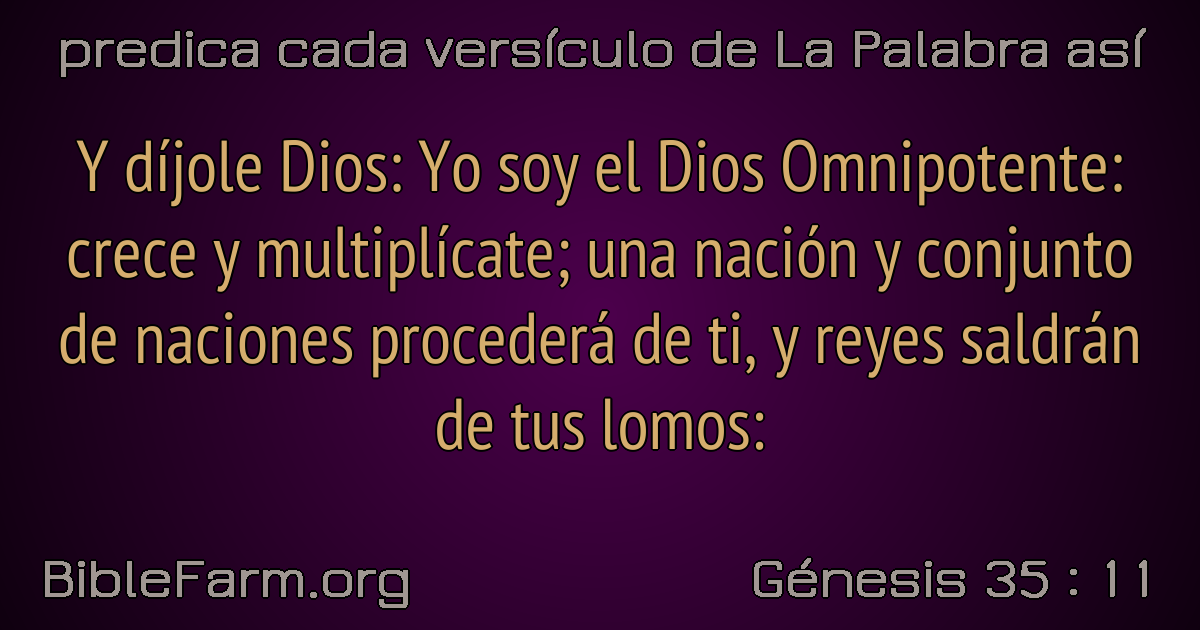 predica cada versículo de La Palabra así
Y díjole Dios: Yo soy el Dios Omnipotente:
crece y multiplícate; una nación y conjunto
de naciones procederá de ti, y reyes saldrán
de tus lomos:
BibleFarm.org
Génesis 35 : 11